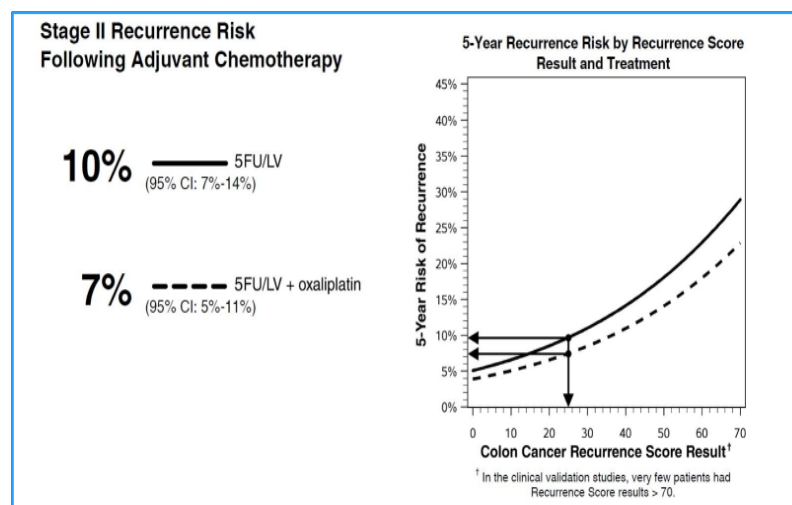 Stage II Recurrence Risk
Following Adjuvant Chemotherapy
10%
5FU/LV
(95% CI: 7%-14%)
7%
5FU/LV + oxaliplatin
(95% CI: 5%-11%)
5-Year Recurrence Risk by Recurrence Score
Result and Treatment
5-Year Risk of Recurrence
45%
40%
35%
30%
25%
20%
15%
10%
5%
0%
0 10 20 30 40 50 60 70
Colon Cancer Recurrence Score Result†
† In the clinical validation studies, very few patients had
Recurrence Score results > 70.